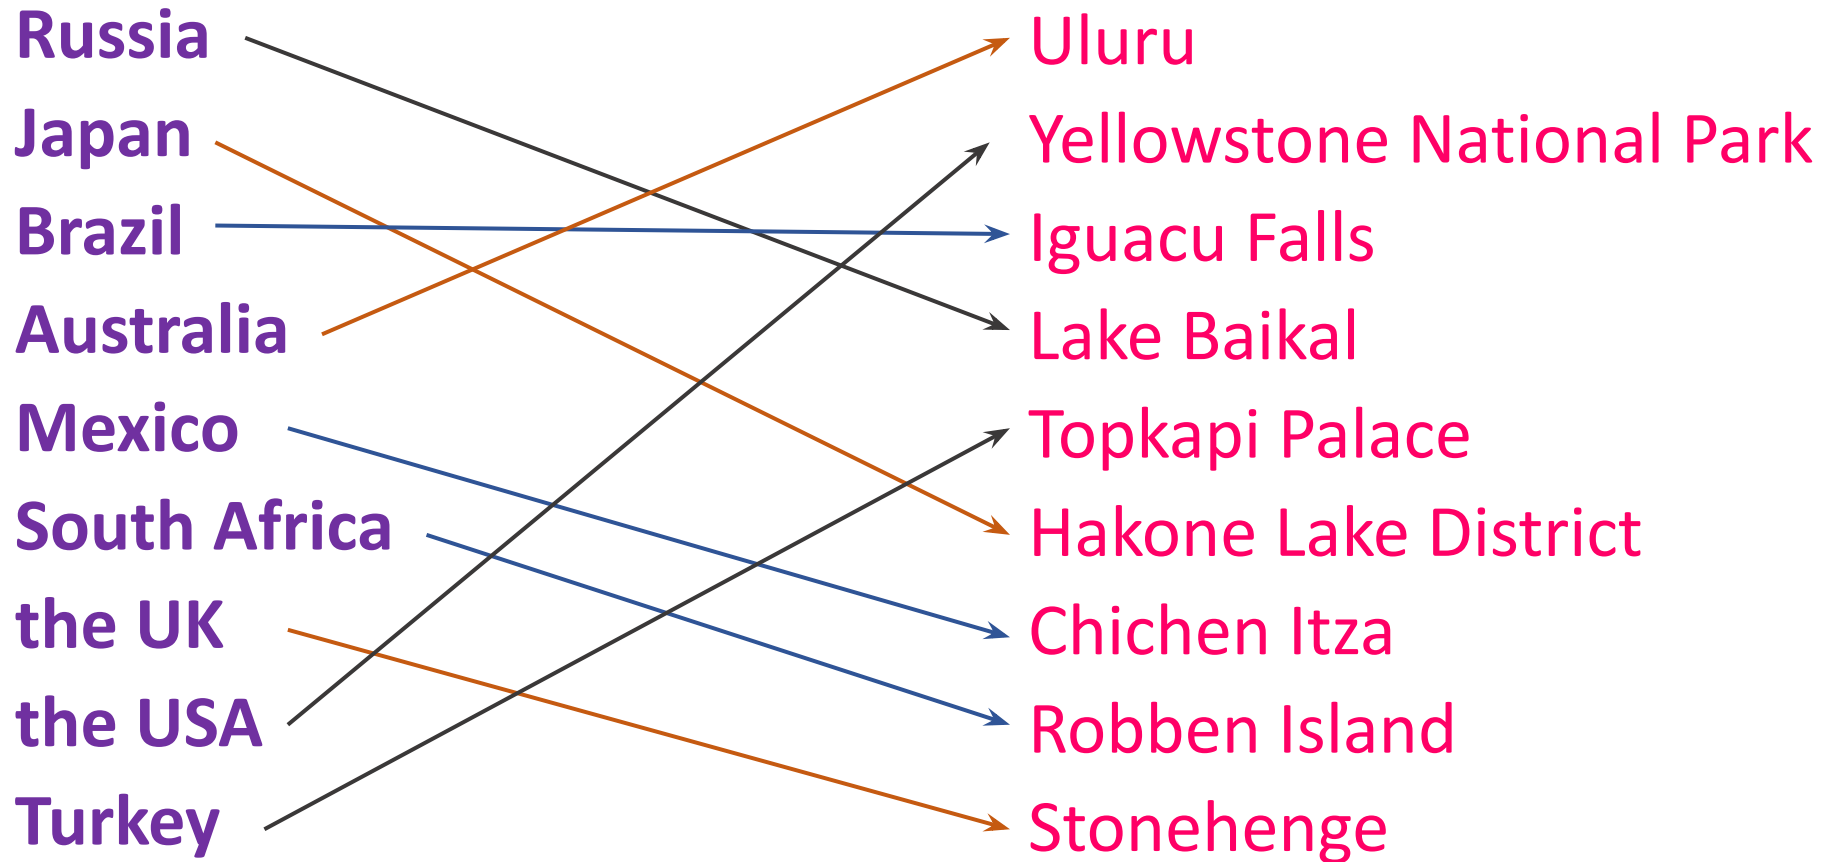 Russia
Japan
Brazil
Australia
Mexico
South Africa
the UK
the USA
Turkey
Uluru
Yellowstone National Park
Iguacu Falls
Lake Baikal
Topkapi Palace
Hakone Lake District
Chichen Itza
Robben Island
Stonehenge